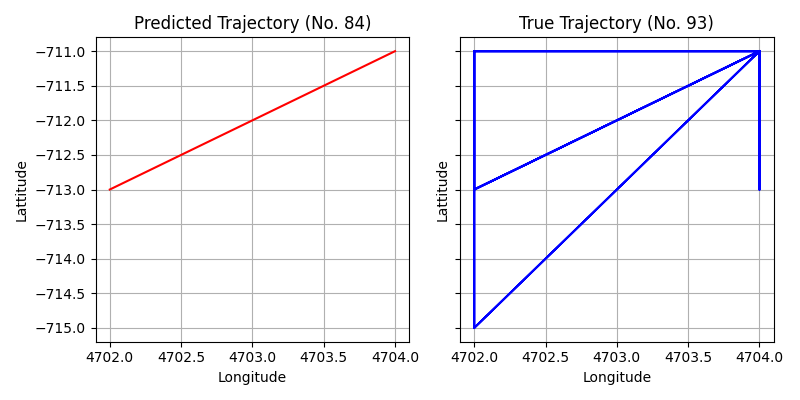 Predicted Trajectory (No. 84)
True Trajectory (No. 93)
−711.0
−711.5
−712.0
−712.5
−713.0
−713.5
−714.0
−714.5
−715.0
Lattitude
Lattitude
4702.0 4702.5 4703.0 4703.5 4704.0
4702.0 4702.5 4703.0 4703.5 4704.0
Longitude
Longitude